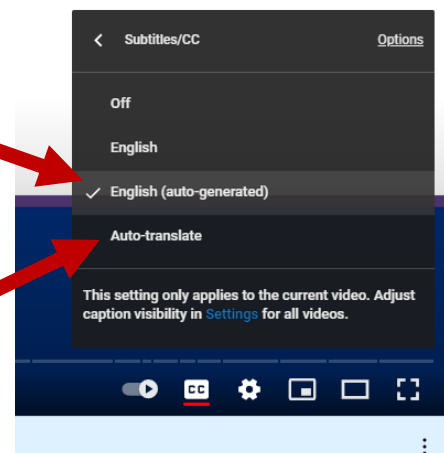 Subtitles/CC Options
Off
English
English (auto-generated)
Auto-translate
This setting only applies to the current video. Adjust
caption visibility in Settings for all videos.
CC